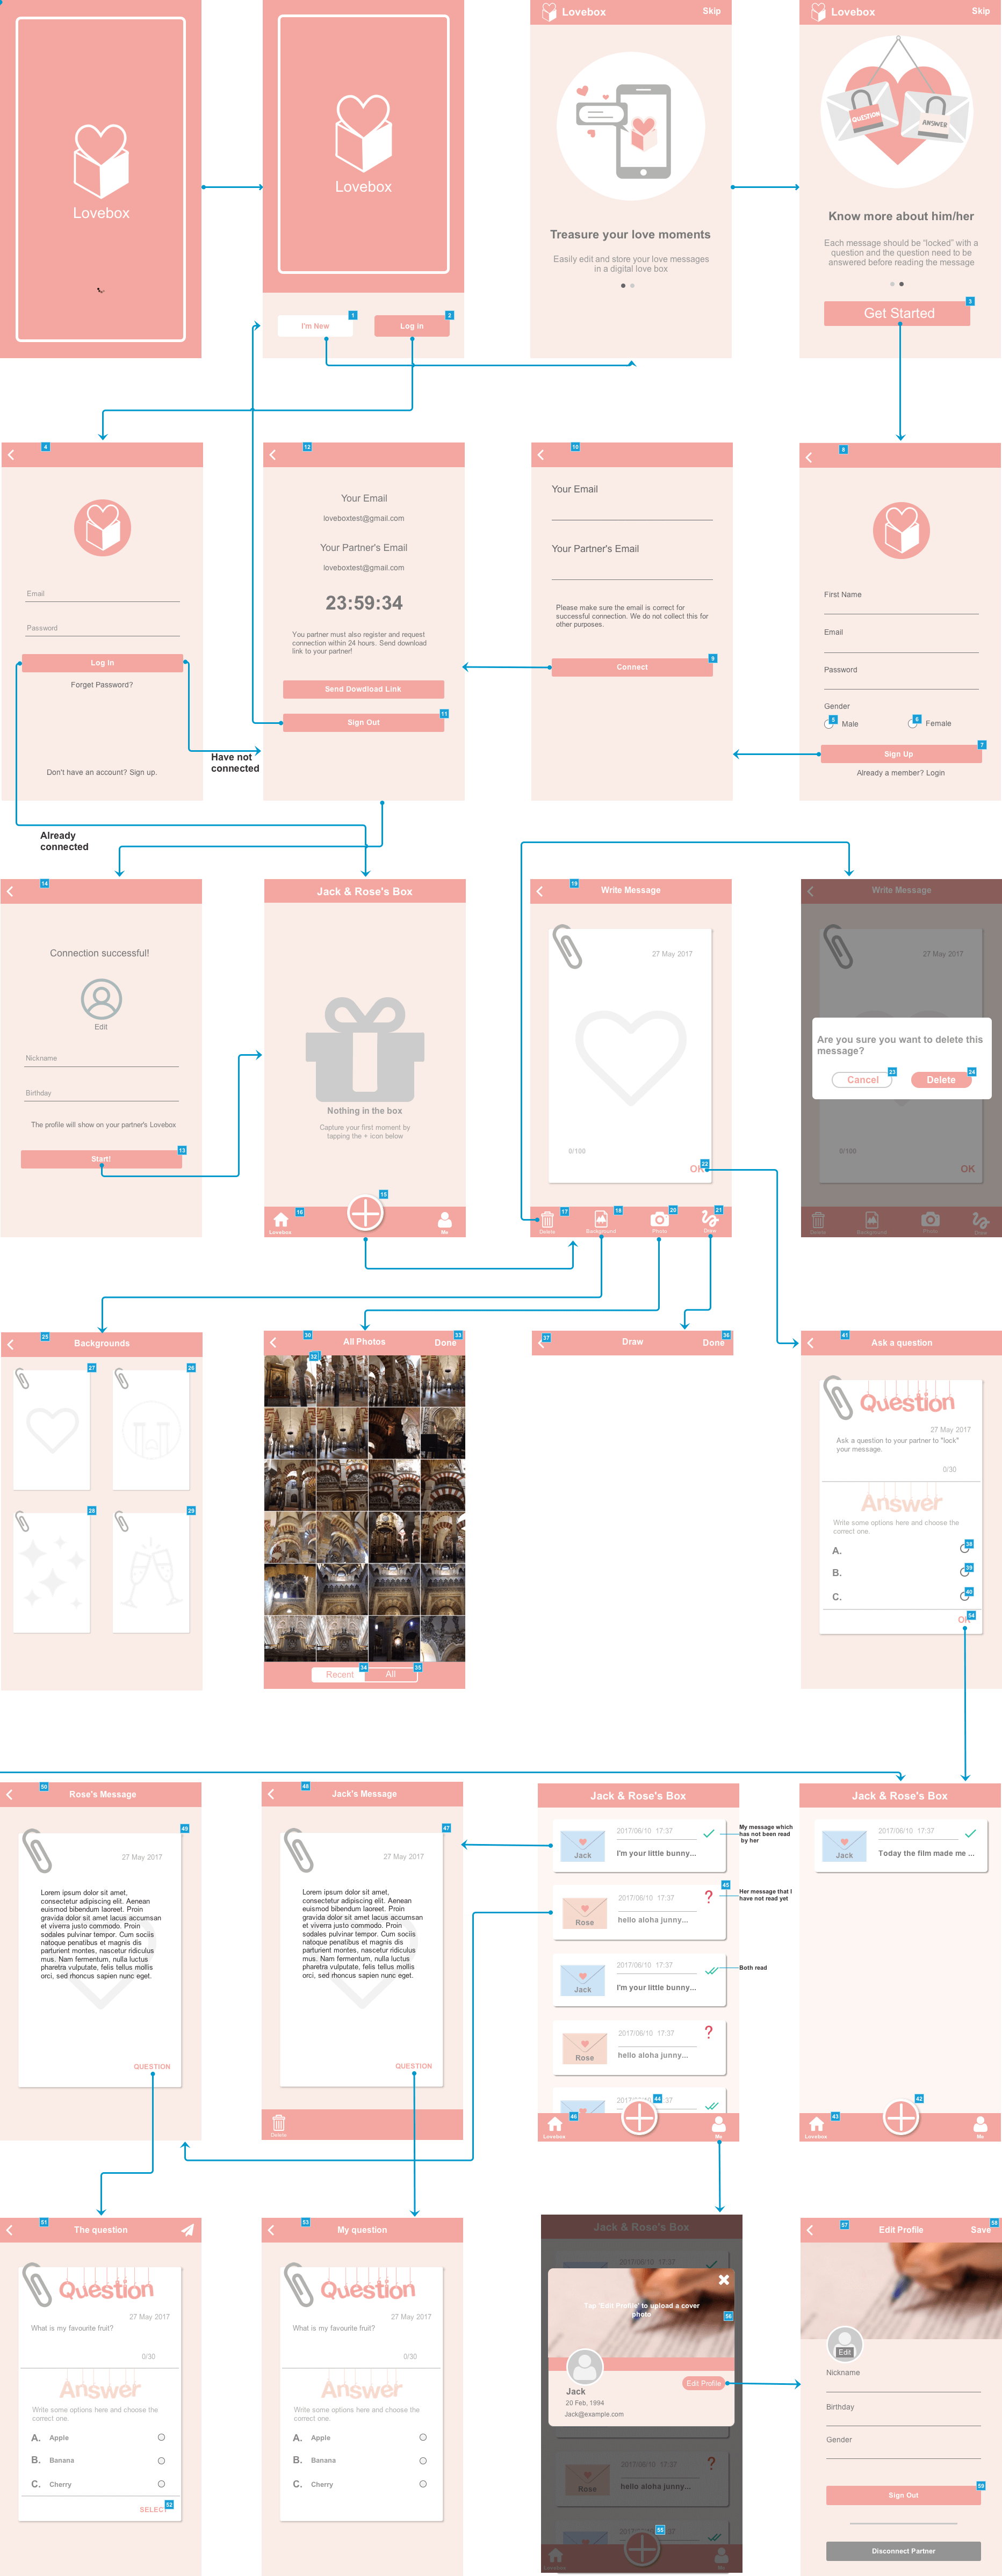 Lovebox
Lovebox
I'm New
1
Log in
2
Lovebox
Skip
Treasure your love moments
Easily edit and store your love messages
in a digital love box
Lovebox
Skip
QUESTION
ANSWER
Know more about him/her
Each message should be “locked” with a
question and the question need to be
answered before reading the message
3
Get Started
4
Email
Password
Log In
Forget Password?
Don't have an account? Sign up.
Have not
connected
Already
connected
12
Your Email
loveboxtest@gmail.com
Your Partner's Email
loveboxtest@gmail.com
23:59:34
You partner must also register and request
connection within 24 hours. Send download
link to your partner!
Send Dowdload Link
11
Sign Out
10
Your Email
Your Partner's Email
Please make sure the email is correct for
successful connection. We do not collect this for
other purposes.
9
Connect
8
First Name
Email
Password
Gender
5
Male
6
Female
7
Sign Up
Already a member? Login
14
Connection successful!
Edit
Nickname
Birthday
The profile will show on your partner's Lovebox
13
Start!
Jack & Rose's Box
Nothing in the box
Capture your first moment by
tapping the + icon below
15
16
Lovebox
Me
19
Write Message
27 May 2017
0/100
22
OK
17
Delete
18
Background
20
Photo
21
Draw
Write Message
27 May 2017
Are you sure you want to delete this
message?
23
Cancel
24
Delete
0/100
OK
Delete
Background
Photo
Draw
25
Backgrounds
27
26
28
29
30
All Photos
33
Done
32
34
Recent
35
All
37
Draw
36
Done
41
Ask a question
Question
27 May 2017
Ask a question to your partner to "lock"
your message.
0/30
Answer
Write some options here and choose the
correct one.
A.
38
B.
39
C.
40
54
OK
50
Rose's Message
49
27 May 2017
Lorem ipsum dolor sit amet,
consectetur adipiscing elit. Aenean
euismod bibendum laoreet. Proin
gravida dolor sit amet lacus accumsan
et viverra justo commodo. Proin
sodales pulvinar tempor. Cum sociis
natoque penatibus et magnis dis
parturient montes, nascetur ridiculus
mus. Nam fermentum, nulla luctus
pharetra vulputate, felis tellus mollis
orci, sed rhoncus sapien nunc eget.
QUESTION
48
Jack's Message
47
27 May 2017
Lorem ipsum dolor sit amet,
consectetur adipiscing elit. Aenean
euismod bibendum laoreet. Proin
gravida dolor sit amet lacus accumsan
et viverra justo commodo. Proin
sodales pulvinar tempor. Cum sociis
natoque penatibus et magnis dis
parturient montes, nascetur ridiculus
mus. Nam fermentum, nulla luctus
pharetra vulputate, felis tellus mollis
orci, sed rhoncus sapien nunc eget.
QUESTION
Delete
Jack & Rose's Box
2017/06/10 17:37
Jack
I'm your little bunny...
My message which
has not been read
by her
45
2017/06/10 17:37
?
Rose
hello aloha junny...
Her message that I
have not read yet
2017/06/10 17:37
Jack
I'm your little bunny...
Both read
2017/06/10 17:37
?
Rose
hello aloha junny...
44
46
Lovebox
Me
Jack & Rose's Box
2017/06/10 17:37
Jack
Today the film made me ...
42
43
Lovebox
Me
51
The question
Question
27 May 2017
What is my favourite fruit?
0/30
Answer
Write some options here and choose the
correct one.
A. Apple
B. Banana
C. Cherry
52
SELECT
53
My question
Question
27 May 2017
What is my favourite fruit?
0/30
Answer
Write some options here and choose the
correct one.
A. Apple
B. Banana
C. Cherry
Jack & Rose's Box
2017/06/10 17:37
Tap 'Edit Profile' to upload a cover
photo
56
Edit Profile
Jack
20 Feb, 1994
Jack@example.com
2017/06/10 17:37
?
Rose
hello aloha junny...
55
Me
57
Edit Profile
58
Save
Edit
Nickname
Birthday
Gender
59
Sign Out
Disconnect Partner